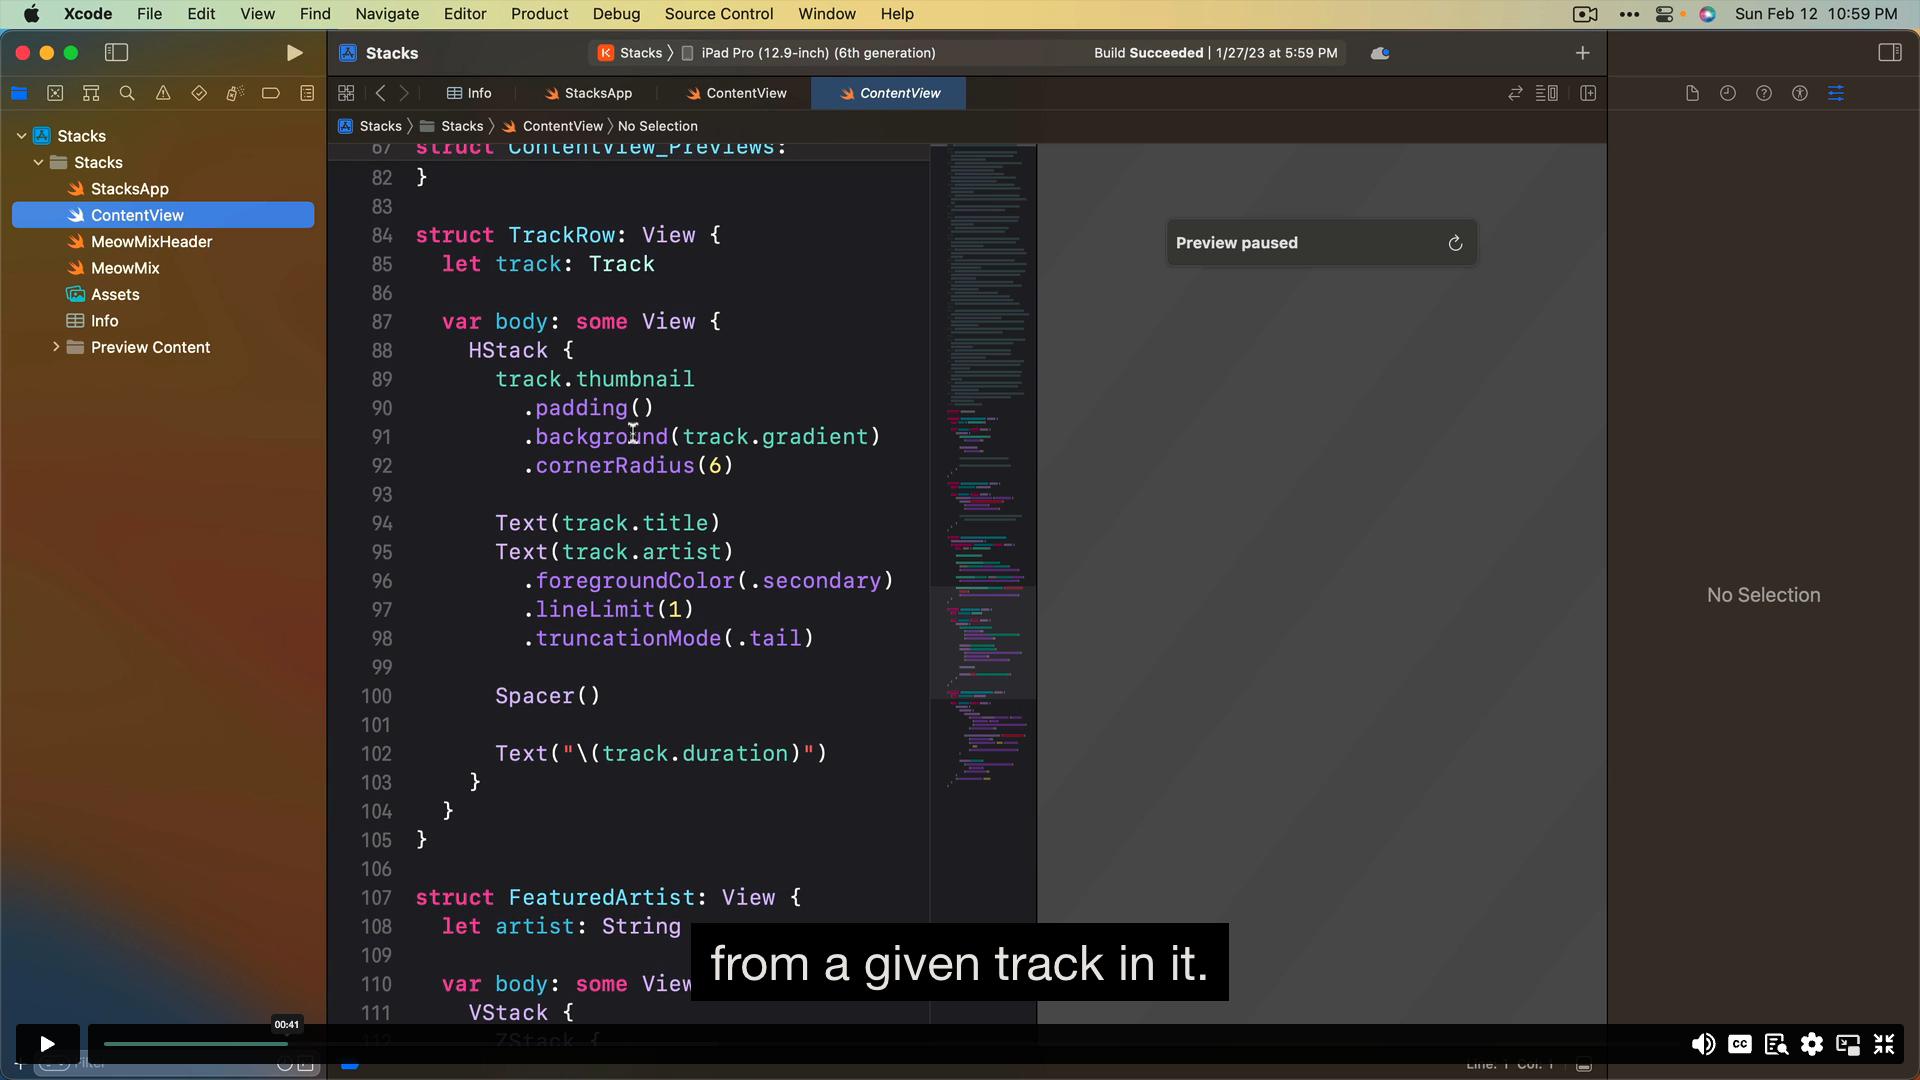 Xcode File Edit View Find Navigate Editor Product Debug Source Control Window Help Sun Feb 12 10:59 PM
Stacks Stacks iPad Pro (12.9-inch) (6th generation) Build Succeeded | 1/27/23 at 5:59 PM
Info StacksApp ContentView ContentView
Stacks Stacks ContentView No Selection
Stacks
Stacks
StacksApp
ContentView
MeowMixHeader
MeowMix
Assets
Info
Preview Content
67 struct ContentView_Previews:
82 }
83
84 struct TrackRow: View {
85 let track: Track
86
87 var body: some View {
88 HStack {
89 track.thumbnail
90 .padding()
91 .background(track.gradient)
92 .cornerRadius(6)
93
94 Text(track.title)
95 Text(track.artist)
96 .foregroundColor(.secondary)
97 .lineLimit(1)
98 .truncationMode(.tail)
99
100 Spacer()
101
102 Text("\(track.duration)")
103 }
104 }
105 }
106
107 struct FeaturedArtist: View {
108 let artist: String
109
110 var body: some View
111 VStack {
112 ZStack {
Preview paused
No Selection
from a given track in it.
00:41
CC
Filter
Line: 1 Col: 1